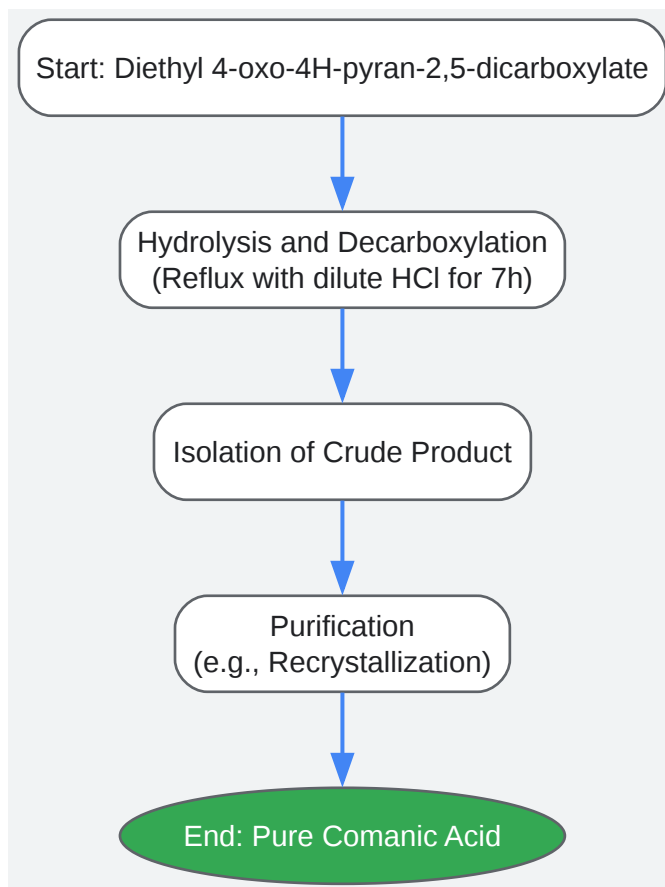 Start: Diethyl 4-oxo-4H-pyran-2,5-dicarboxylate
Hydrolysis and Decarboxylation
(Reflux with dilute HCl for 7h)
Isolation of Crude Product
Purification
(e.g., Recrystallization)
End: Pure Comanic Acid